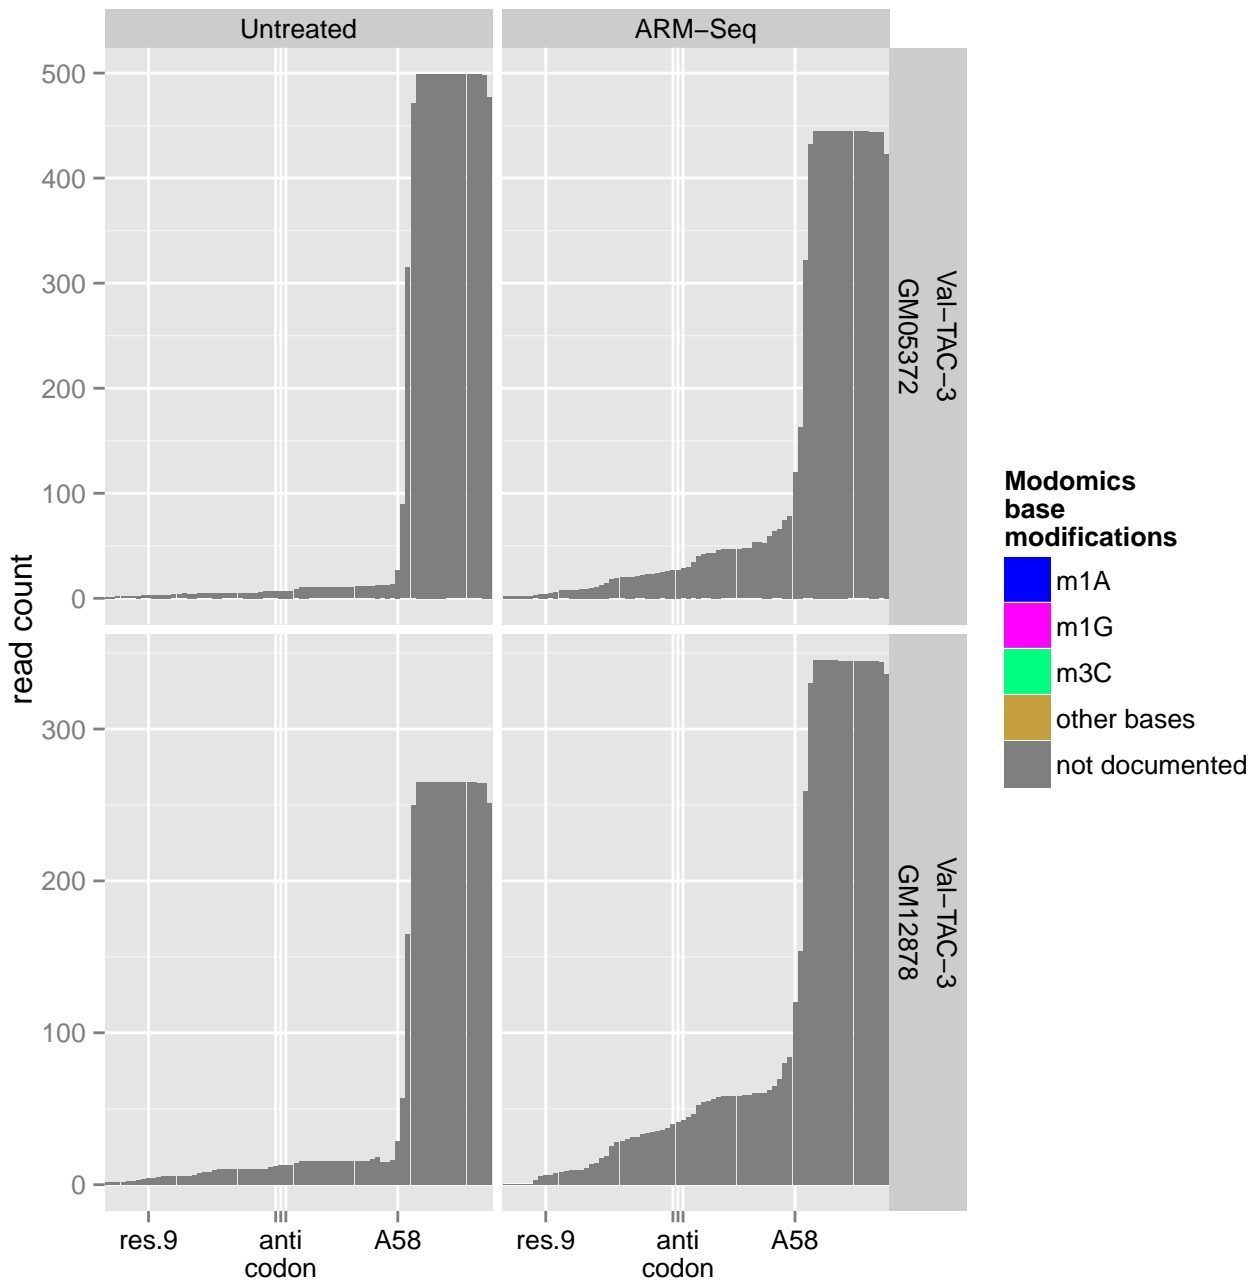 Untreated
ARM−Seq
500
400
300
200
100
0
Val−TAC−3
GM05372
read count
300
200
100
0
Val−TAC−3
GM12878
res.9
anti
codon
A58
res.9
anti
codon
A58
Modomics
base
modifications
m1A
m1G
m3C
other bases
not documented